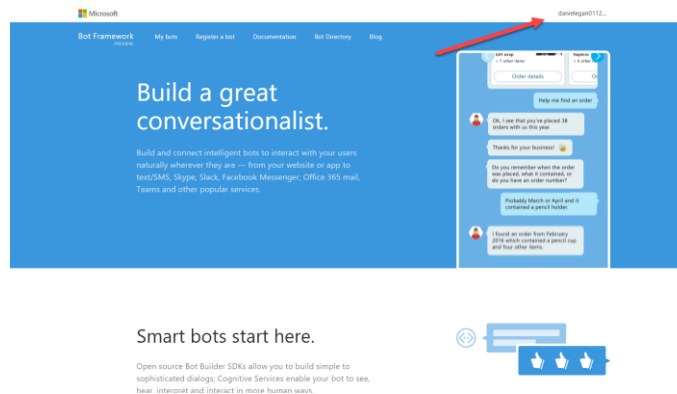 Microsoft
danielegan0112...
Bot Framework
PREVIEW
My bots
Register a bot
Documentation
Bot Directory
Blog
Build a great
conversationalist.
Build and connect intelligent bots to interact with your users
naturally wherever they are — from your website or app to
text/SMS, Skype, Slack, Facebook Messenger, Office 365 mail,
Teams and other popular services.
+ 7 other items
Order details
Help me find an order
Ok, I see that you've placed 38
orders with us this year.
Thanks for your business!
Do you remember when the order
was placed, what it contained, or
do you have an order number?
Probably March or April and it
contained a pencil holder.
I found an order from February
2016 which contained a pencil cup
and four other items.
Smart bots start here.
Open source Bot Builder SDKs allow you to build simple to
sophisticated dialogs; Cognitive Services enable your bot to see,
hear, interpret and interact in more human ways.